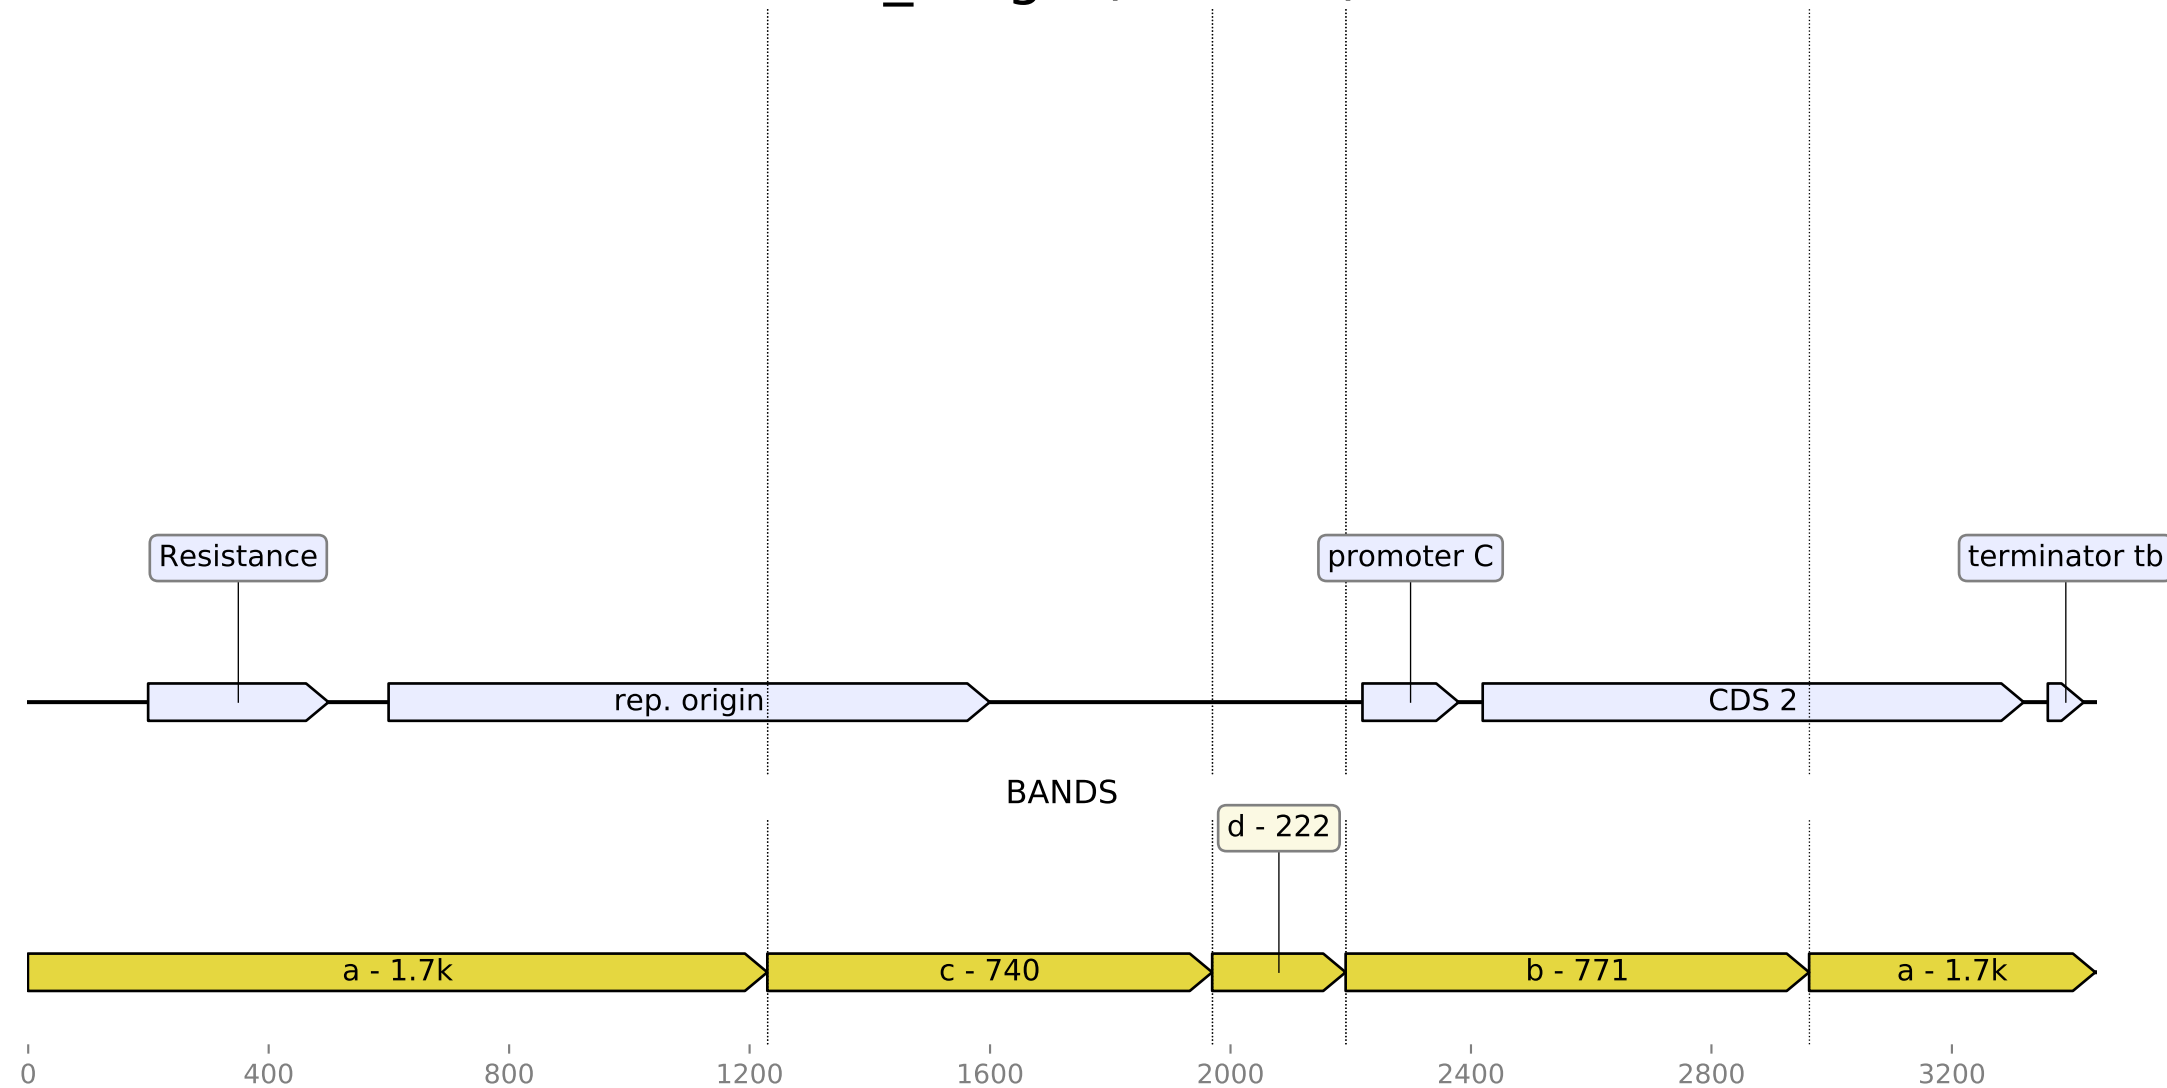 Resistance
promoter C
terminator tb
rep. origin
CDS 2
BANDS
d - 222
a - 1.7k
c - 740
b - 771
a - 1.7k
0 400 800 1200 1600 2000 2400 2800 3200